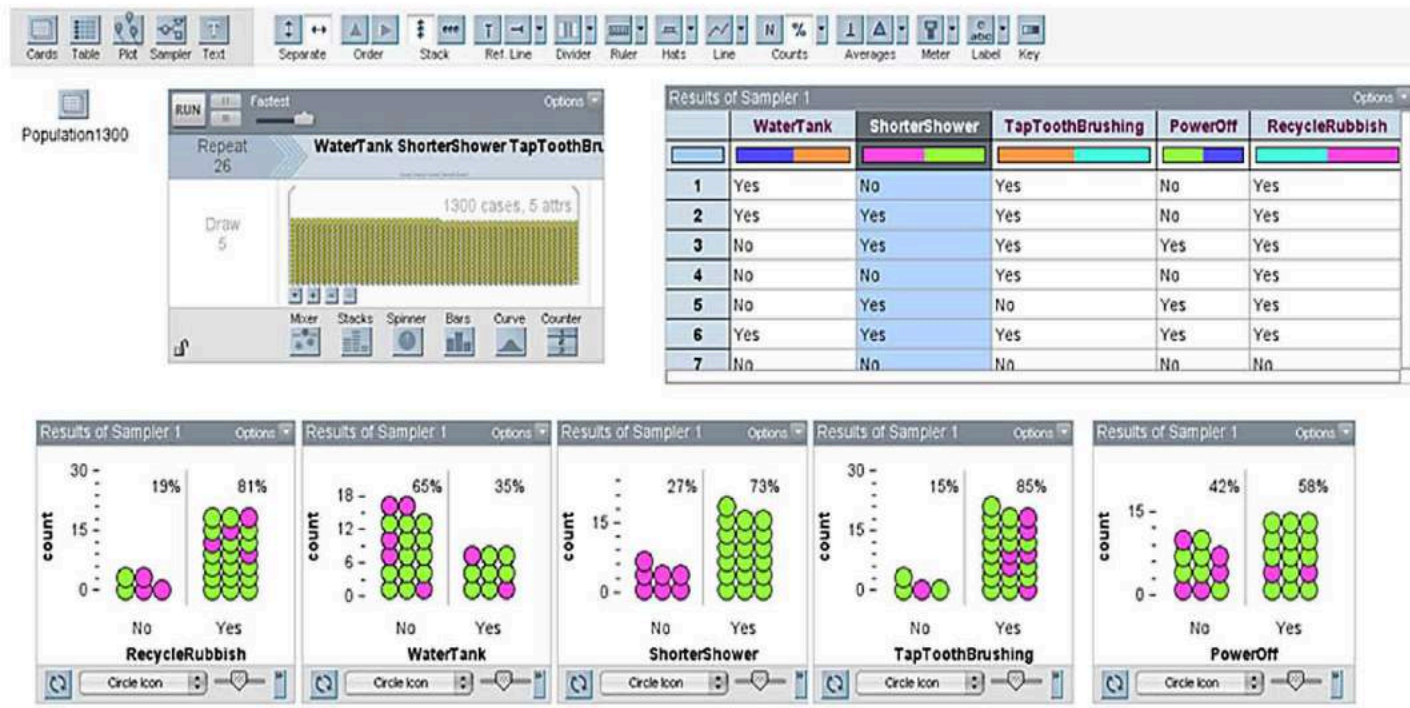 Cards Table Plot Sampler Text Separate Order Stack Ref. Line Divider Ruler Hats Line N % Counts Averages Meter abc Label Key
Population1300
RUN Fastest Options
Repeat
26
WaterTank ShorterShower TapToothBru
1300 cases, 5 attrs
Draw
5
Mixer Stacks Spinner Bars Curve Counter
Results of Sampler 1 Options
WaterTank ShorterShower TapToothBrushing PowerOff RecycleRubbish
1 Yes No Yes No Yes
2 Yes Yes Yes No Yes
3 No Yes Yes Yes Yes
4 No No Yes No Yes
5 No Yes No Yes Yes
6 Yes Yes Yes Yes Yes
7 No No No No No
Results of Sampler 1 Options
30
19% 81%
count
15
0
No Yes
RecycleRubbish
Circle Icon
Results of Sampler 1 Options
18
65% 35%
12
count
6
0
No Yes
WaterTank
Circle Icon
Results of Sampler 1 Options
27% 73%
15
count
0
No Yes
ShorterShower
Circle Icon
Results of Sampler 1 Options
30
15% 85%
count
15
0
No Yes
TapToothBrushing
Circle Icon
Results of Sampler 1 Options
42% 58%
15
count
0
No Yes
PowerOff
Circle Icon